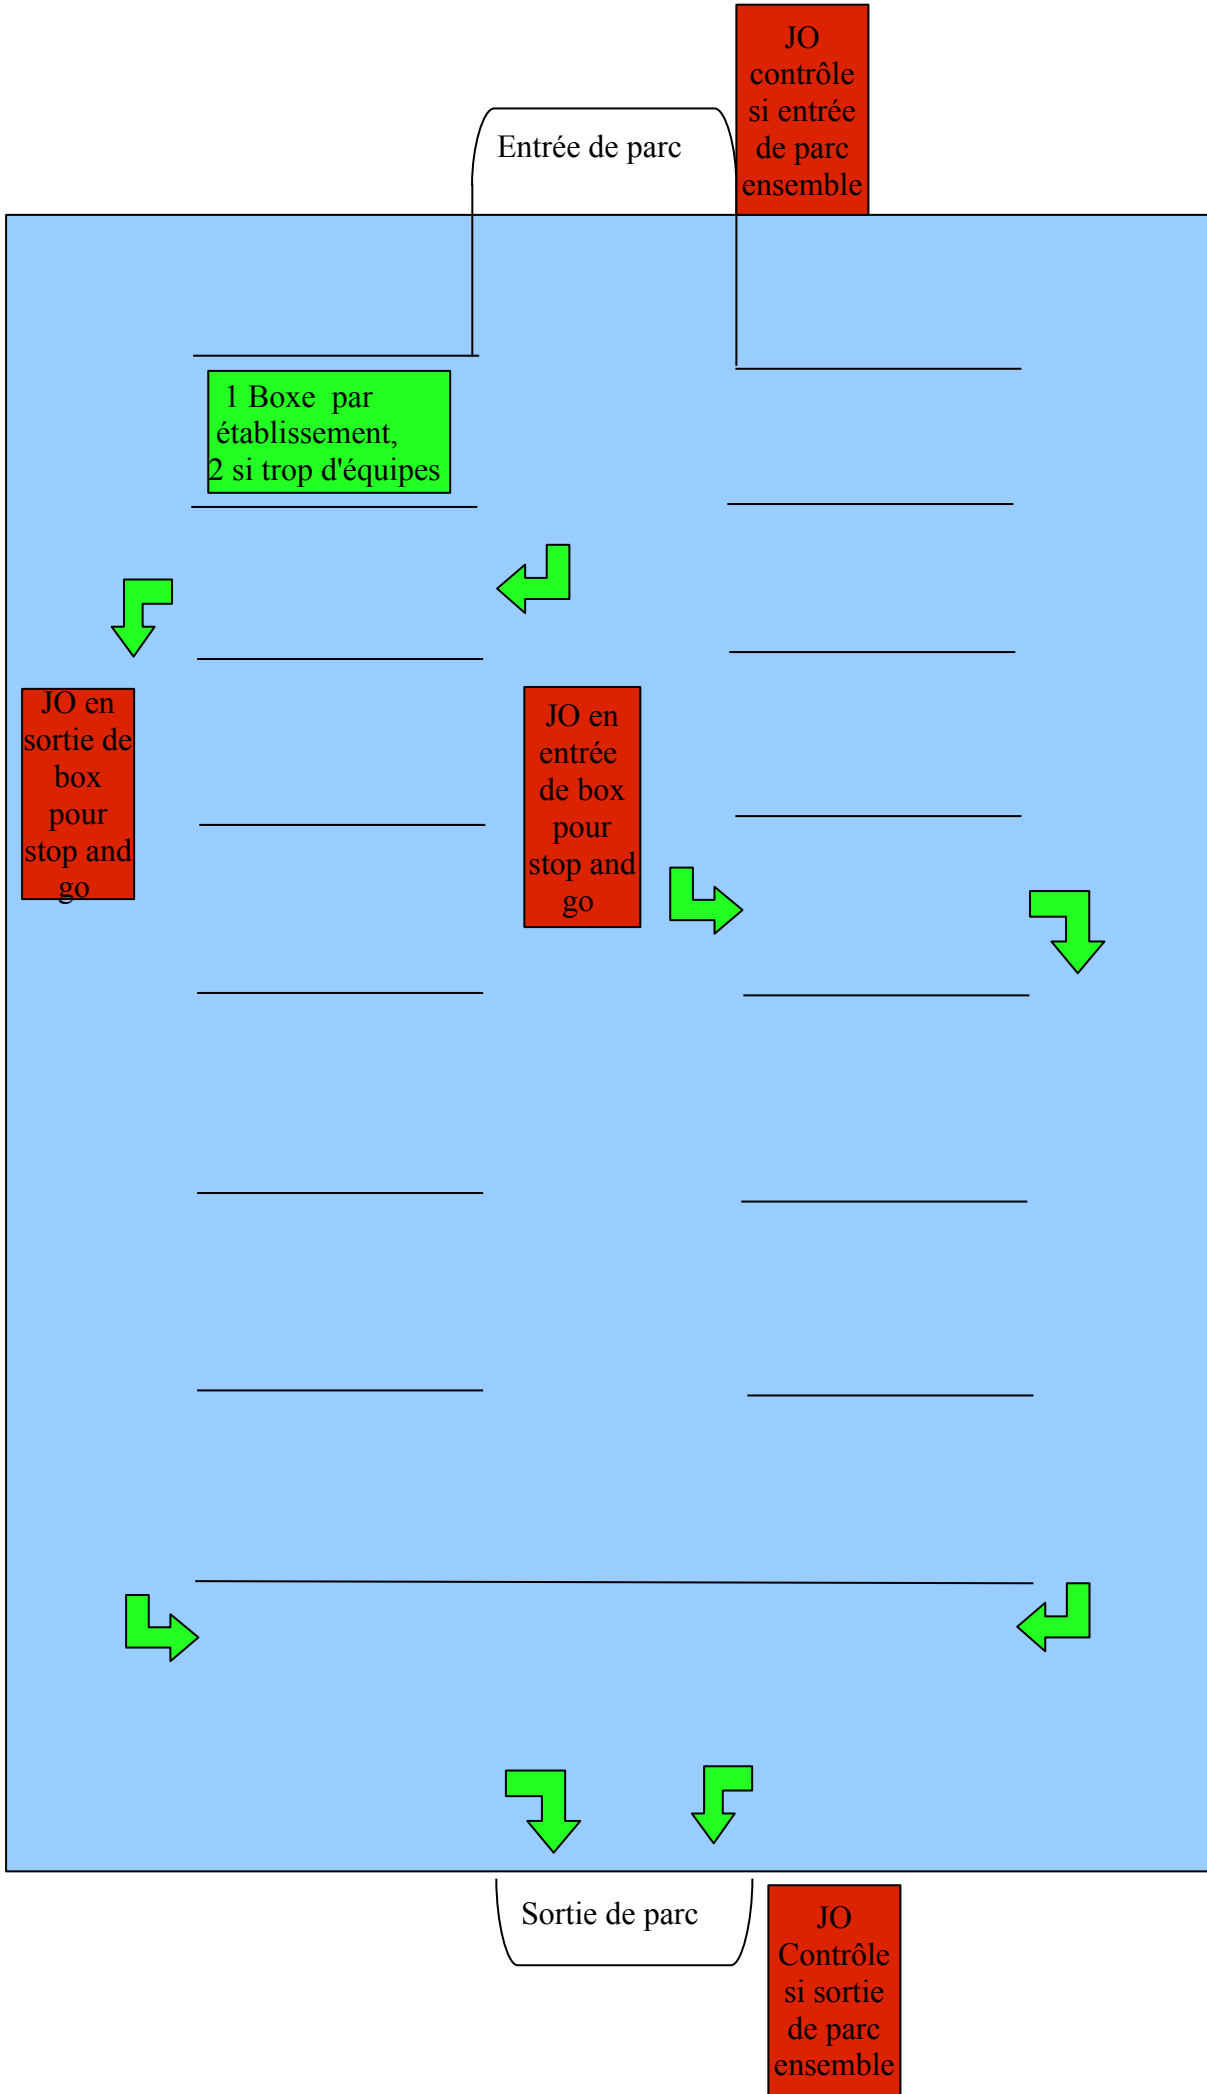 JO
contrôle
si entrée
de parc
ensemble
Entrée de parc
1 Boxe  par
établissement,
2 si trop d'équipes
JO en
sortie de
box
pour
stop and
go
JO en
entrée
de box
pour
stop and
go
Sortie de parc
JO
Contrôle
si sortie
de parc
ensemble